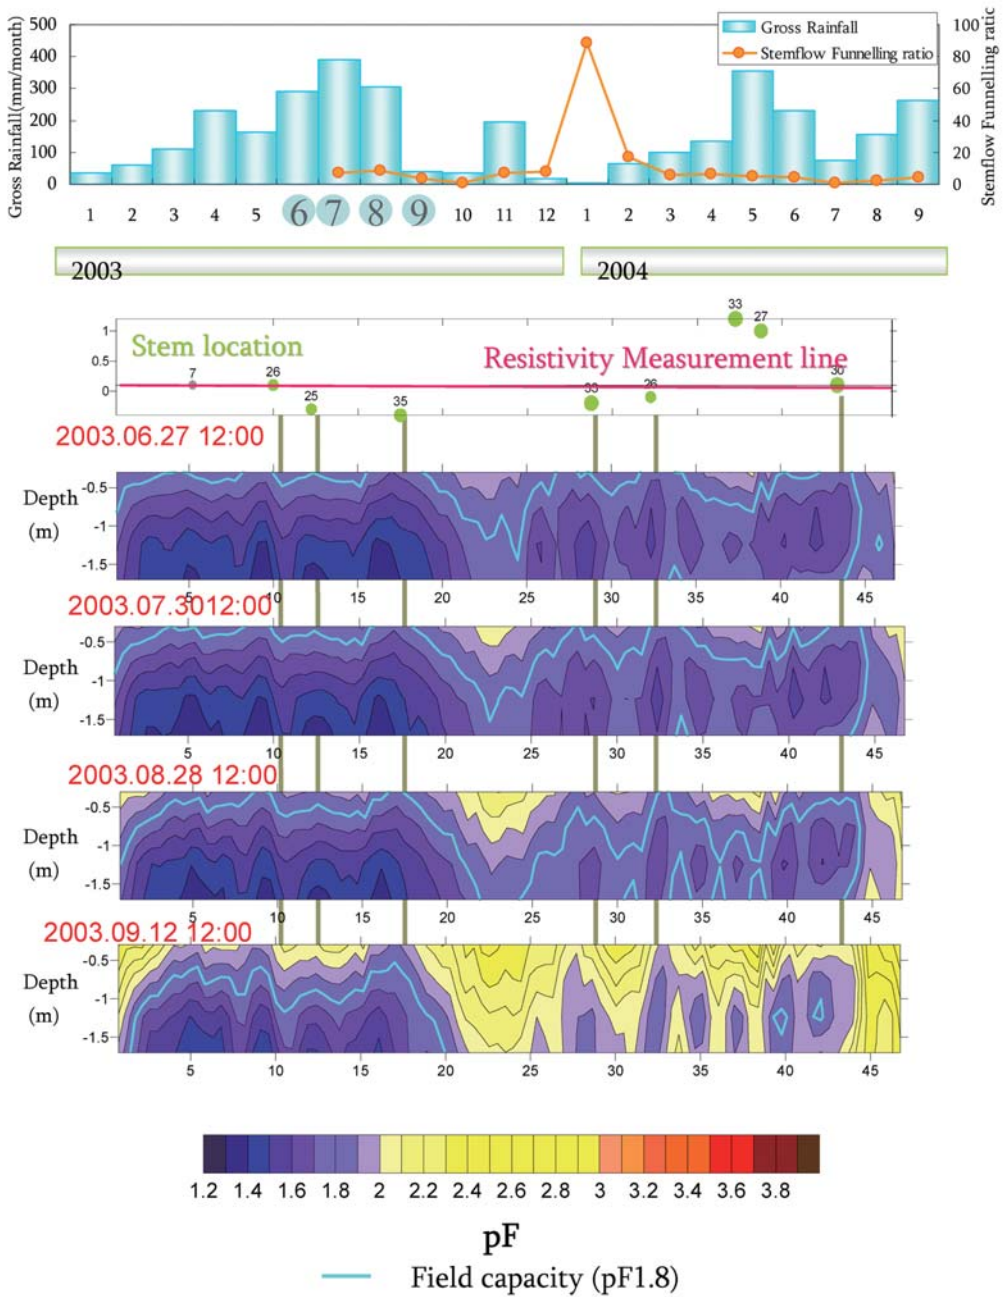 500
400
300
200
100
0
Gross Rainfall(mm/month)
Gross Rainfall
Stemflow Funnelling ratio
100
80
60
40
20
0
Stemflow Funnelling ratic
1 2 3 4 5 6 7 8 9 10 11 12 1 2 3 4 5 6 7 8 9
2003 2004
33
27
1
0.5
0
Stem location
Resistivity Measurement line
7 26 25 35 33 26 30
2003.06.27 12:00
Depth
(m)
-0.5
-1
-1.5
5 10 15 20 25 30 35 40 45
2003.07.3012:00
Depth
(m)
-0.5
-1
-1.5
5 10 15 20 25 30 35 40 45
2003.08.28 12:00
Depth
(m)
-0.5
-1
-1.5
5 10 15 20 25 30 35 40 45
2003.09.12 12:00
Depth
(m)
-0.5
-1
-1.5
5 10 15 20 25 30 35 40 45
1.2 1.4 1.6 1.8 2 2.2 2.4 2.6 2.8 3 3.2 3.4 3.6 3.8
pF
Field capacity (pF1.8)